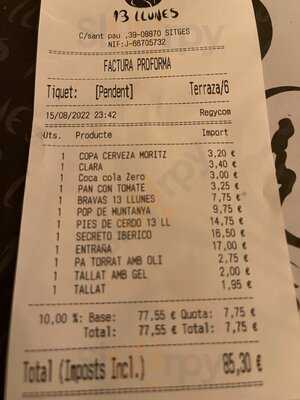 13 LLUNES
C/sant pau ,39-08870 SITGES
NIF:J-66705732
FACTURA PROFORMA
Tiquet: [Pendent] Terraza/6
15/08/2022 23:42 Regycom
Uts. Producte Import
1 COPA CERVEZA MORITZ 3,20 €
1 CLARA 3,40 €
1 Coca cola Zero 3,00 €
1 PAN CON TOMATE 3,25 €
1 BRAVAS 13 LLUNES 7,75 €
1 POP DE MUNTANYA 9,75 €
1 PIES DE CERDO 13 LL 14,75 €
1 SECRETO IBERICO 16,50 €
1 ENTRAÑA 17,00 €
1 PA TORRAT AMB OLI 2,75 €
1 TALLAT AMB GEL 2,00 €
1 TALLAT 1,95 €
10,00 %: Base: 77,55 € Quota: 7,75 €
Total: 77,55 € Total: 7,75 €
Total (Imposts Incl.) 85,30 €